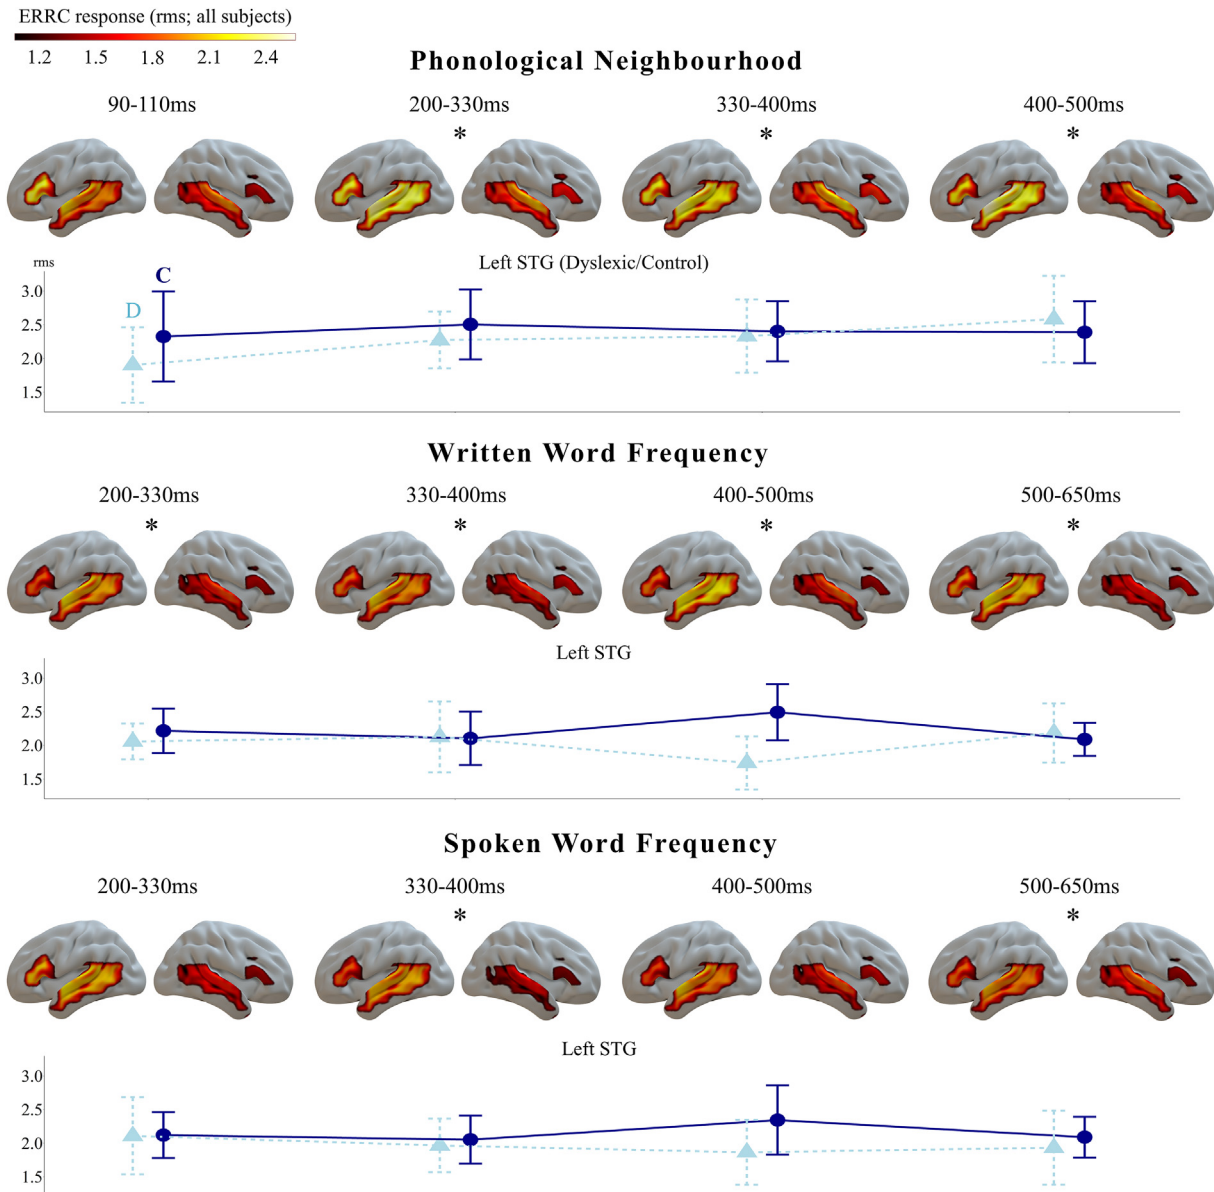 ERRC response (rms; all subjects)
1.2 1.5 1.8 2.1 2.4
Phonological Neighbourhood
90-110ms 200-330ms 330-400ms 400-500ms
* * *
Left STG (Dyslexic/Control)
rms
C
D
3.0
2.5
2.0
1.5
Written Word Frequency
200-330ms 330-400ms 400-500ms 500-650ms
* * * *
Left STG
3.0
2.5
2.0
1.5
Spoken Word Frequency
200-330ms 330-400ms 400-500ms 500-650ms
* *
Left STG
3.0
2.5
2.0
1.5